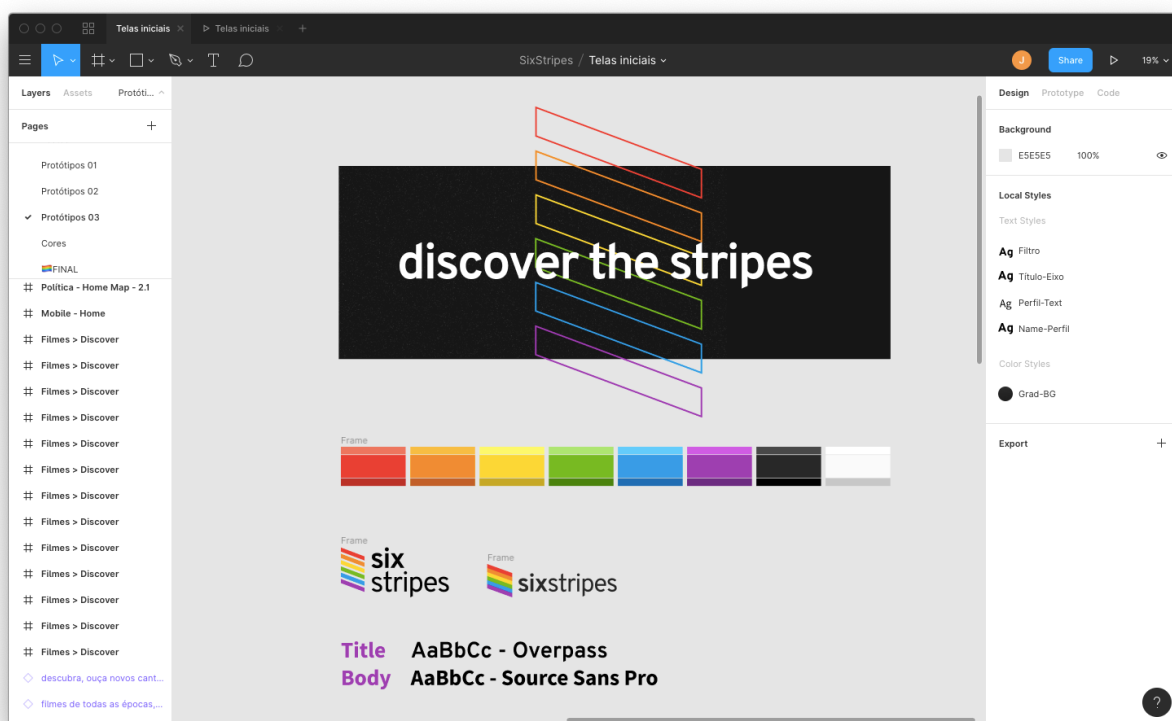 Telas iniciais
Telas iniciais
SixStripes / Telas iniciais
J
Share
19%
Layers Assets Protóti...
Pages
Protótipos 01
Protótipos 02
Protótipos 03
Cores
FINAL
Política - Home Map - 2.1
Mobile - Home
Filmes > Discover
Filmes > Discover
Filmes > Discover
Filmes > Discover
Filmes > Discover
Filmes > Discover
Filmes > Discover
Filmes > Discover
Filmes > Discover
Filmes > Discover
Filmes > Discover
Filmes > Discover
Filmes > Discover
descubra, ouça novos cant...
filmes de todas as épocas,...
discover the stripes
Frame
Frame
six
stripes
Frame
sixstripes
Title AaBbCc - Overpass
Body AaBbCc - Source Sans Pro
Design Prototype Code
Background
E5E5E5 100%
Local Styles
Text Styles
Ag Filtro
Ag Título-Eixo
Ag Perfil-Text
Ag Name-Perfil
Color Styles
Grad-BG
Export
?